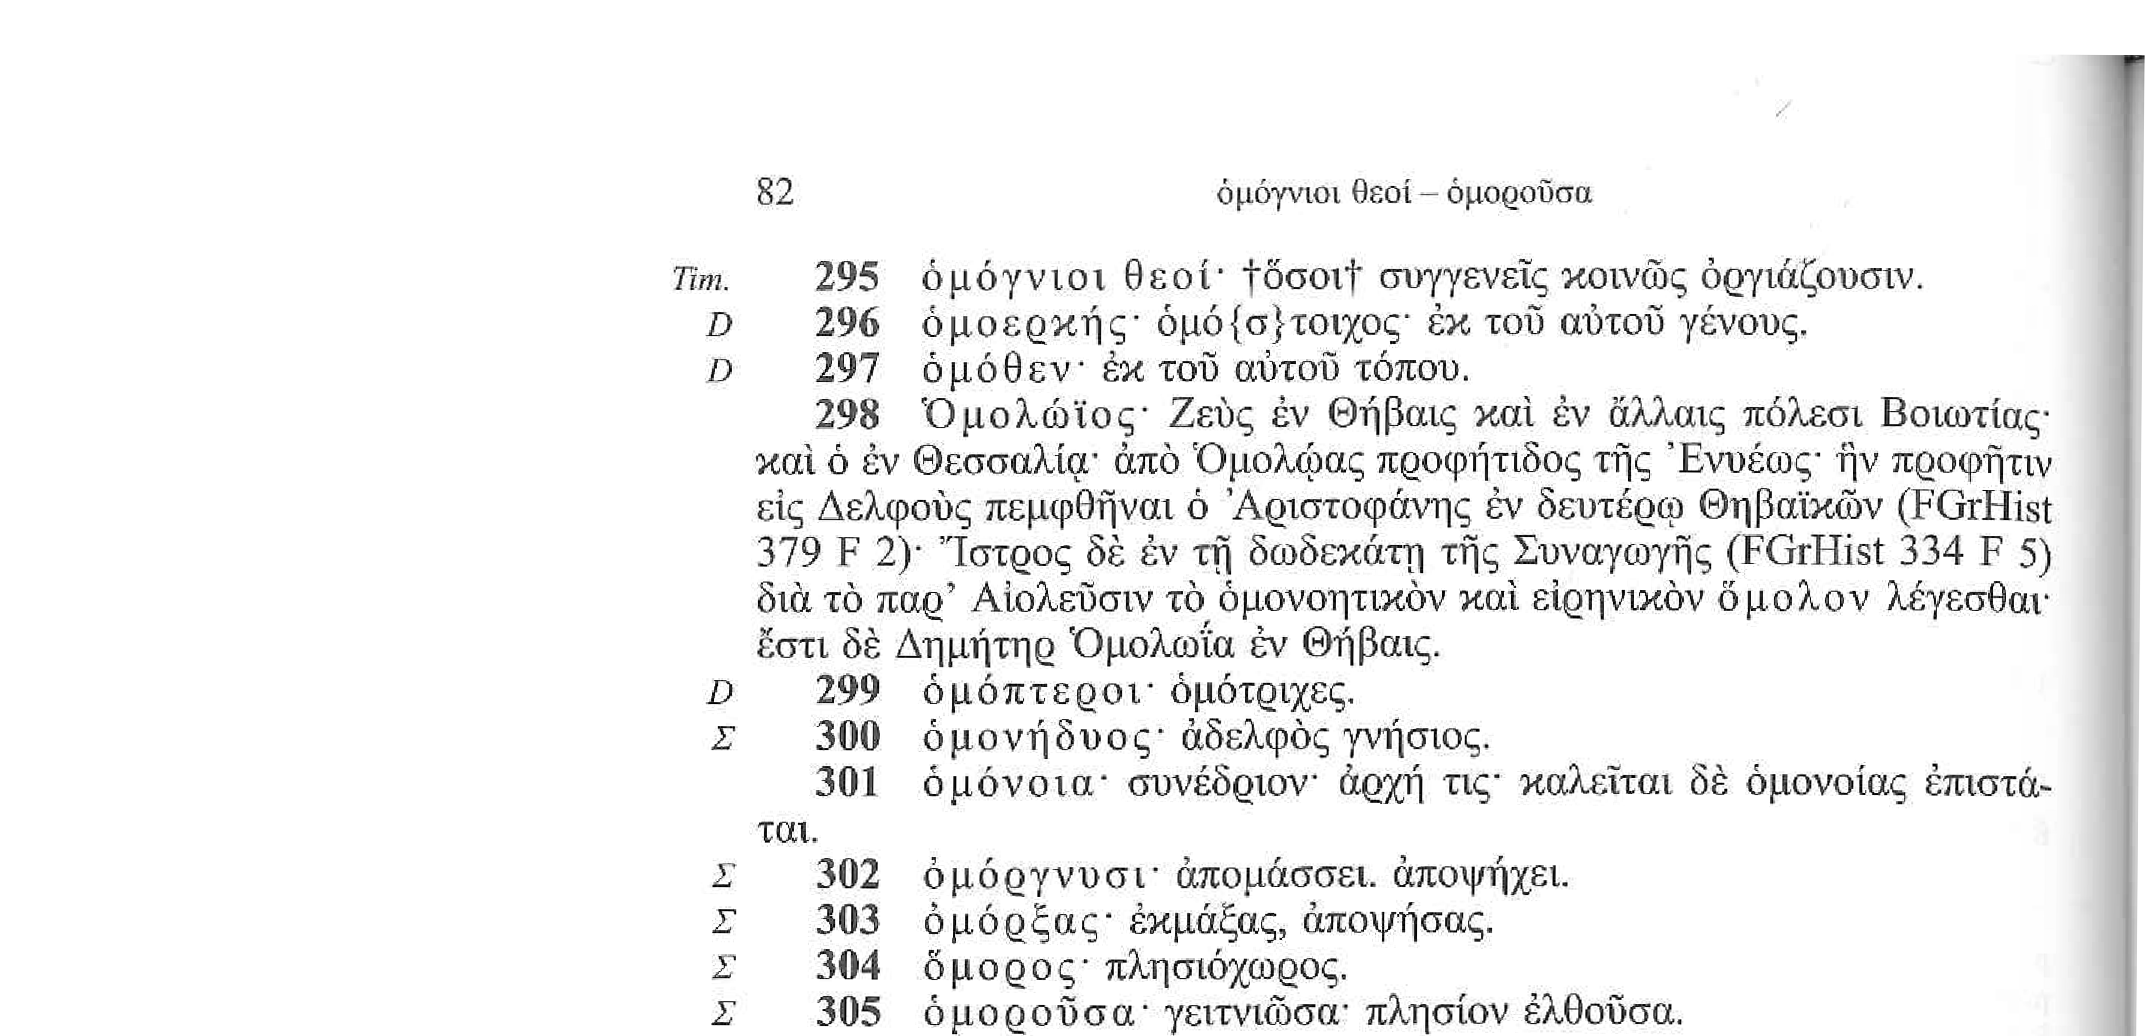 82 ὁμόγνιοι θεοί – ὁμοροῦσα
Tim. 295 ὁμόγνιοι θεοί· †ὅσοι† συγγενεῖς κοινῶς ὀργιάζουσιν.
D 296 ὁμοερκής· ὁμό{σ}τοιχος· ἐκ τοῦ αὐτοῦ γένους.
D 297 ὁμόθεν· ἐκ τοῦ αὐτοῦ τόπου.
298 Ὁμολώϊος· Ζεὺς ἐν Θήβαις καὶ ἐν ἄλλαις πόλεσι Βοιωτίας·
καὶ ὁ ἐν Θεσσαλίᾳ· ἀπὸ Ὁμολῴας προφήτιδος τῆς Ἐνυέως· ἣν προφῆτιν
εἰς Δελφοὺς πεμφθῆναι ὁ Ἀριστοφάνης ἐν δευτέρῳ Θηβαϊκῶν (FGrHist
379 F 2)· Ἴστρος δὲ ἐν τῇ δωδεκάτῃ τῆς Συναγωγῆς (FGrHist 334 F 5)
διὰ τὸ παρ’ Αἰολεῦσιν τὸ ὁμονοητικὸν καὶ εἰρηνικὸν ὅμολον λέγεσθαι·
ἔστι δὲ Δημήτηρ Ὁμολωΐα ἐν Θήβαις.
D 299 ὁμόπτεροι· ὁμότριχες.
Σ 300 ὁμονήδυος· ἀδελφὸς γνήσιος.
301 ὁμόνοια· συνέδριον· ἀρχή τις· καλεῖται δὲ ὁμονοίας ἐπιστά-
ται.
Σ 302 ὀμόργνυσι· ἀπομάσσει. ἀποψήχει.
Σ 303 ὀμόρξας· ἐκμάξας, ἀποψήσας.
Σ 304 ὅμορος· πλησιόχωρος.
Σ 305 ὁμοροῦσα· γειτνιῶσα· πλησίον ἐλθοῦσα.